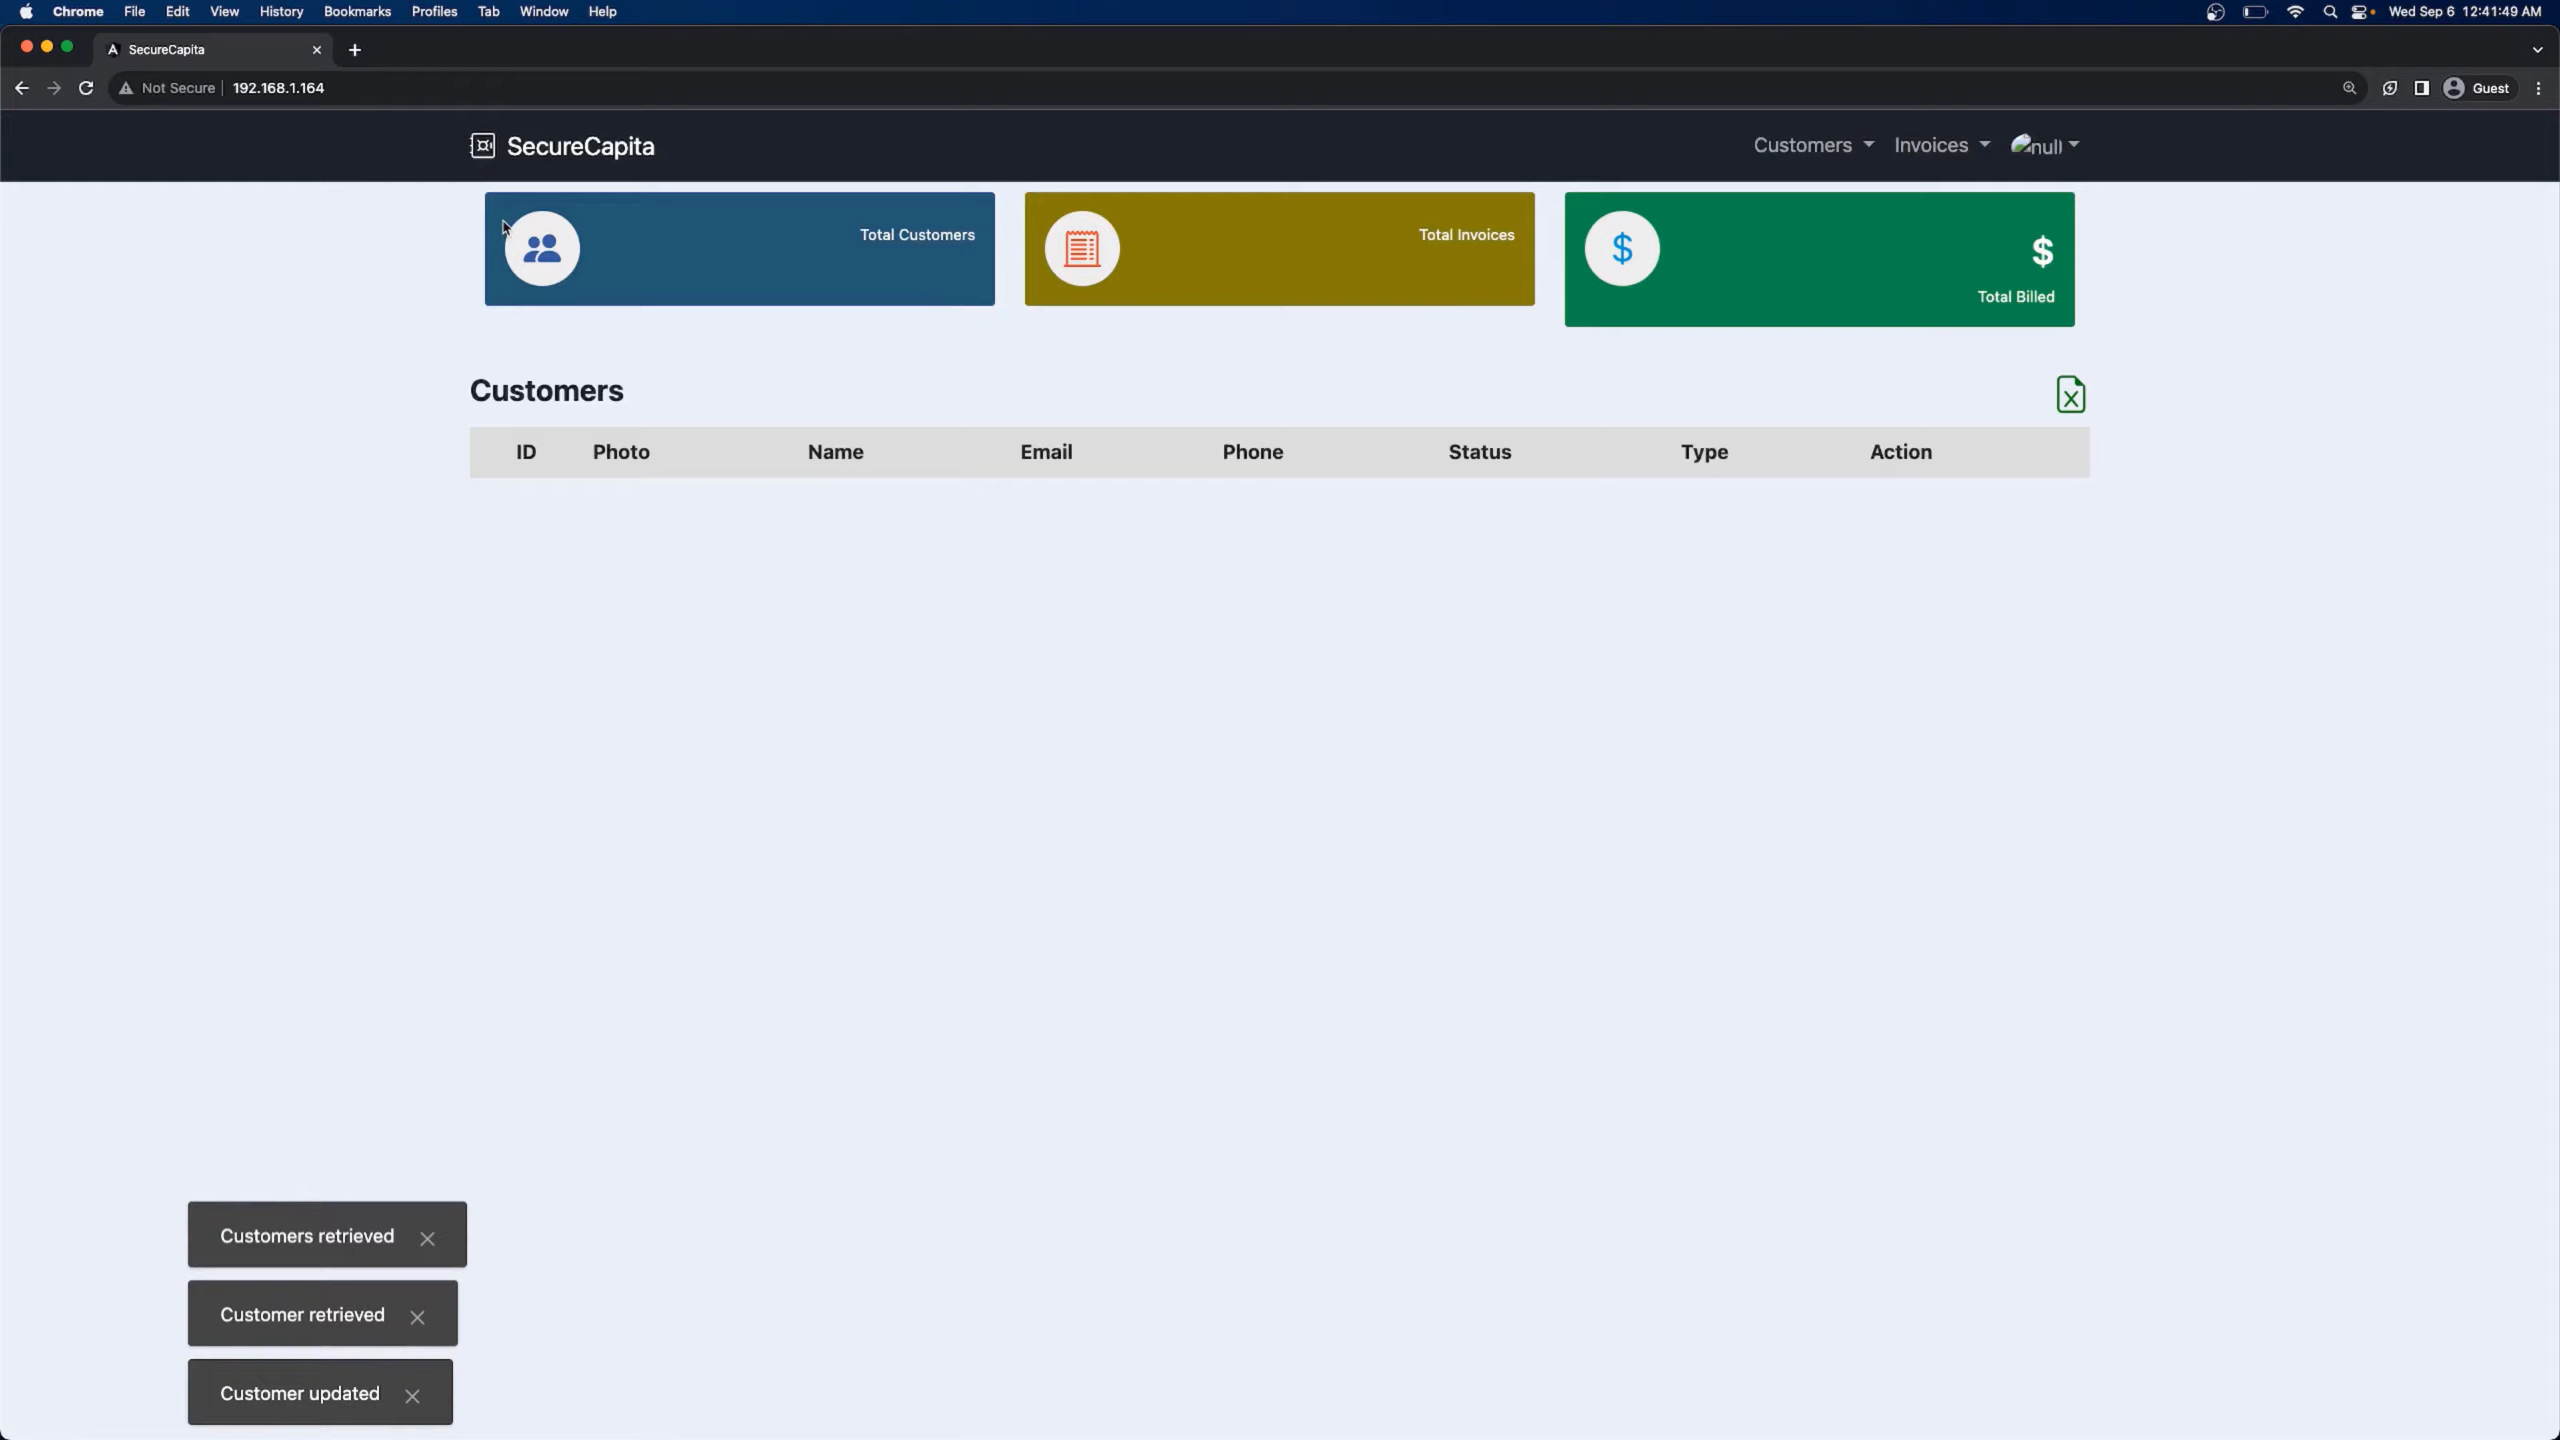 Chrome File Edit View History Bookmarks Profiles Tab Window Help Wed Sep 6 12:41:49 AM
SecureCapita
Not Secure 192.168.1.164 Guest
SecureCapita Customers Invoices null
Total Customers Total Invoices $ $
Total Billed
Customers
X
ID Photo Name Email Phone Status Type Action
Customers retrieved
Customer retrieved
Customer updated